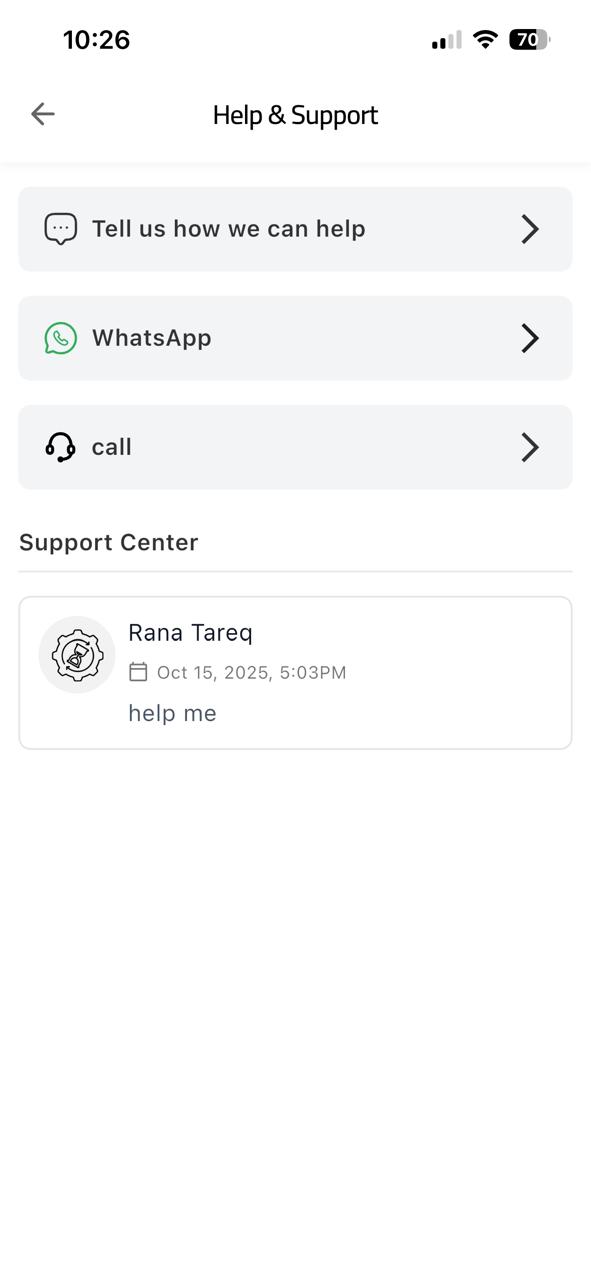 10:26
70
Help & Support
Tell us how we can help
WhatsApp
call
Support Center
Rana Tareq
Oct 15, 2025, 5:03PM
help me